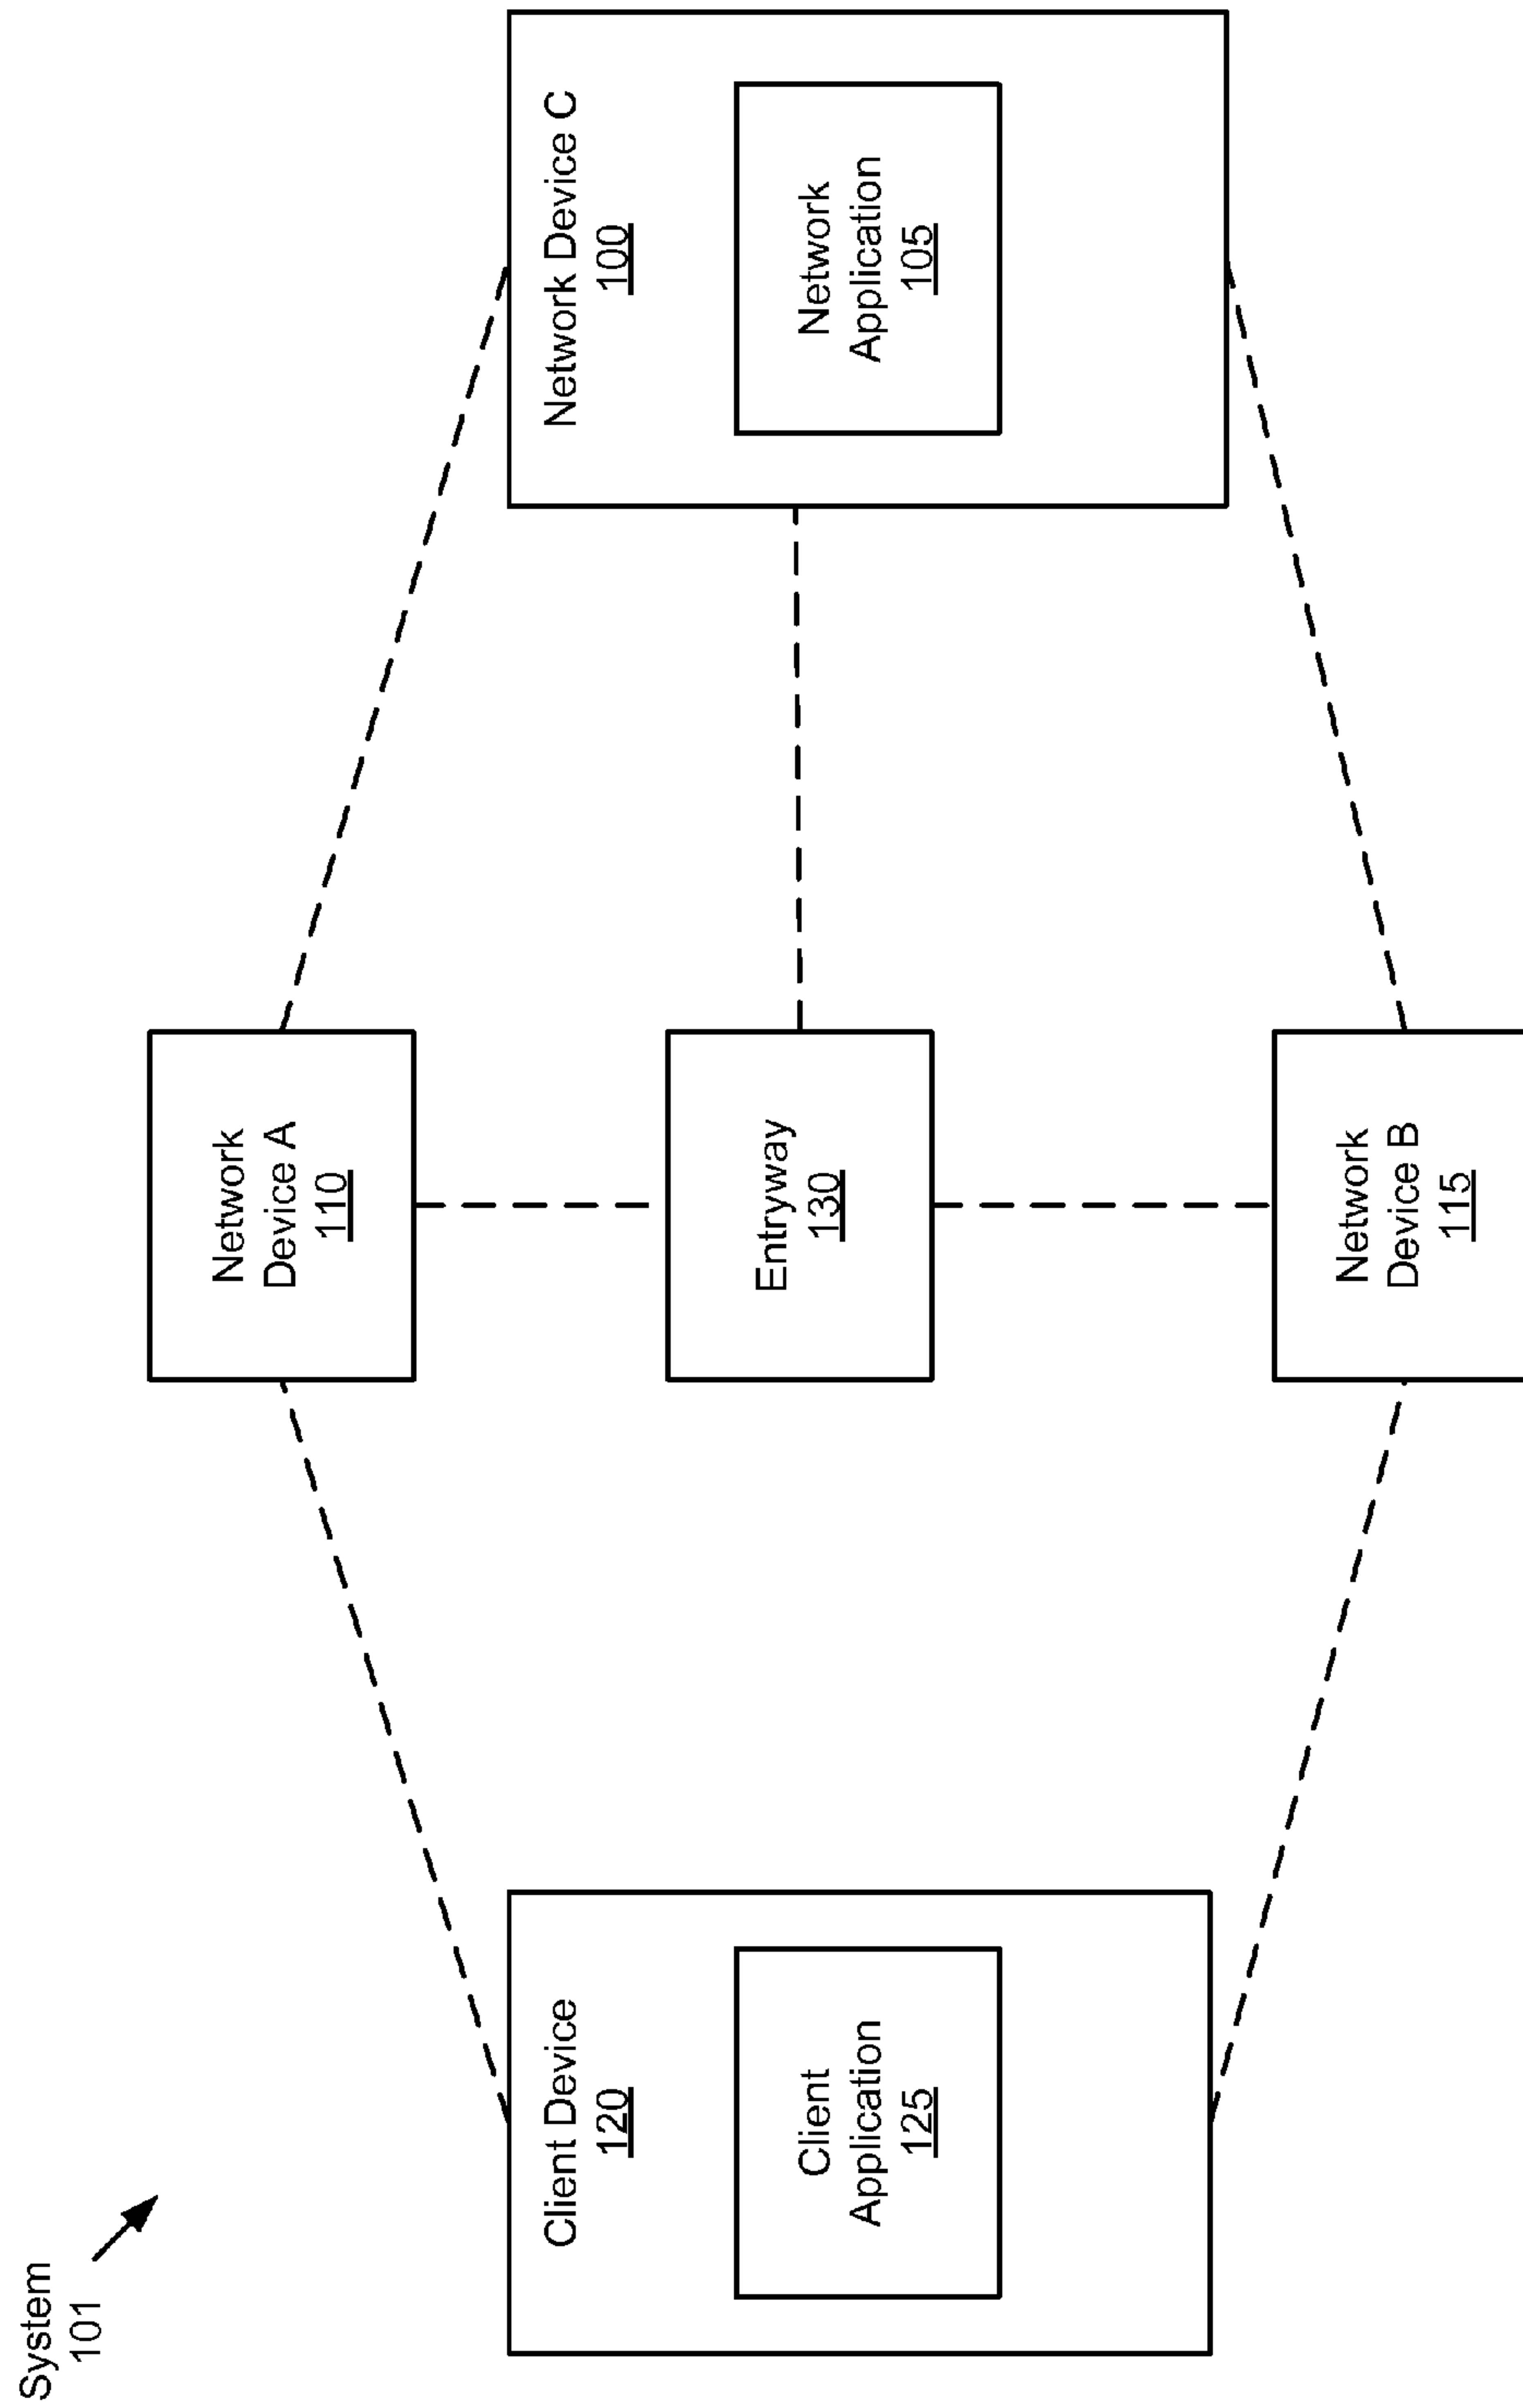 System
101
Client Device
120
Client
Application
125
Network
Device A
110
Entryway
130
Network
Device B
115
Network Device C
100
Network
Application
105